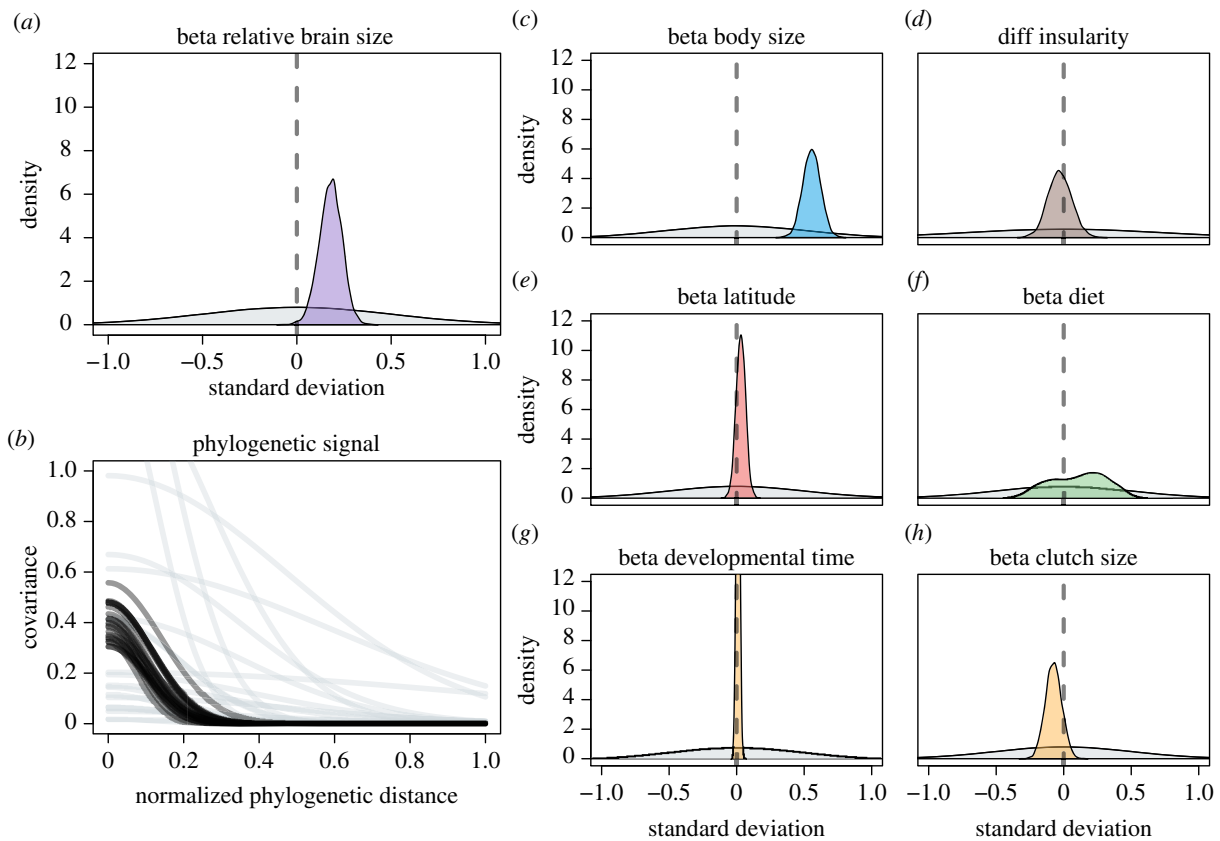 (a)
beta relative brain size
12
10
8
6
4
2
0
density
−1.0 −0.5 0 0.5 1.0
standard deviation
(b)
phylogenetic signal
1.0
0.8
0.6
0.4
0.2
0
covariance
0 0.2 0.4 0.6 0.8 1.0
normalized phylogenetic distance
(c)
beta body size
12
10
8
6
4
2
0
density
(d)
diff insularity
(e)
beta latitude
12
10
8
6
4
2
0
density
(f)
beta diet
(g)
beta developmental time
12
10
8
6
4
2
0
density
−1.0 −0.5 0 0.5 1.0
standard deviation
(h)
beta clutch size
−1.0 −0.5 0 0.5 1.0
standard deviation